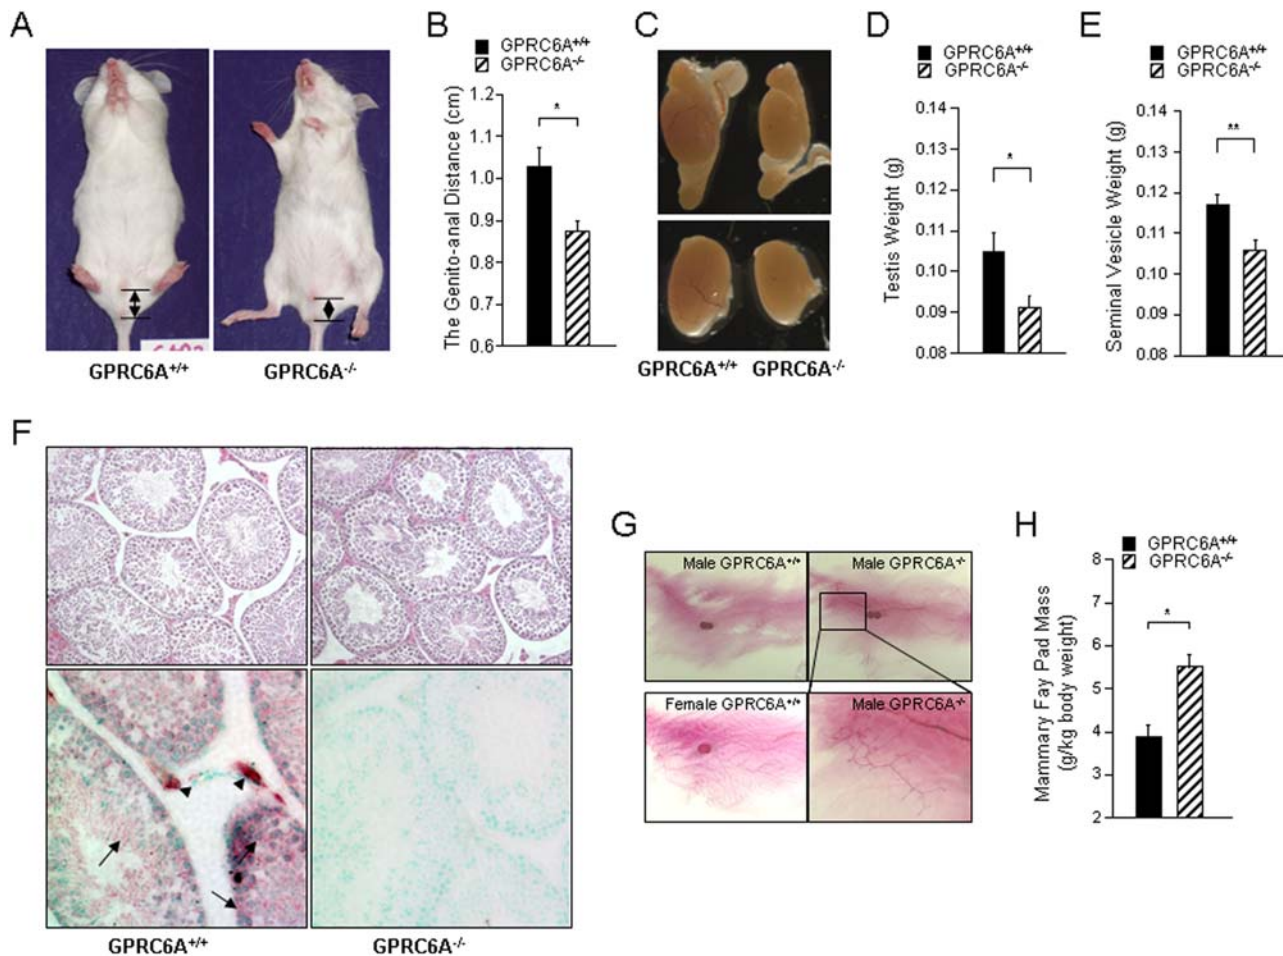 A
GPRC6A+/+
GPRC6A-/-
B
GPRC6A+/+
GPRC6A-/-
The Genito-anal Distance (cm)
1.2
1.1
1.0
0.9
0.8
0.7
0.6
*
C
GPRC6A+/+
GPRC6A-/-
D
GPRC6A+/+
GPRC6A-/-
Testis Weight (g)
0.14
0.13
0.12
0.11
0.10
0.09
0.08
*
E
GPRC6A+/+
GPRC6A-/-
Seminal Vesicle Weight (g)
0.14
0.13
0.12
0.11
0.10
0.09
0.08
**
F
GPRC6A+/+
GPRC6A-/-
G
Male GPRC6A+/+
Male GPRC6A-/-
Female GPRC6A+/+
Male GPRC6A-/-
H
GPRC6A+/+
GPRC6A-/-
Mammary Fay Pad Mass
(g/kg body weight)
8
7
6
5
4
3
2
*